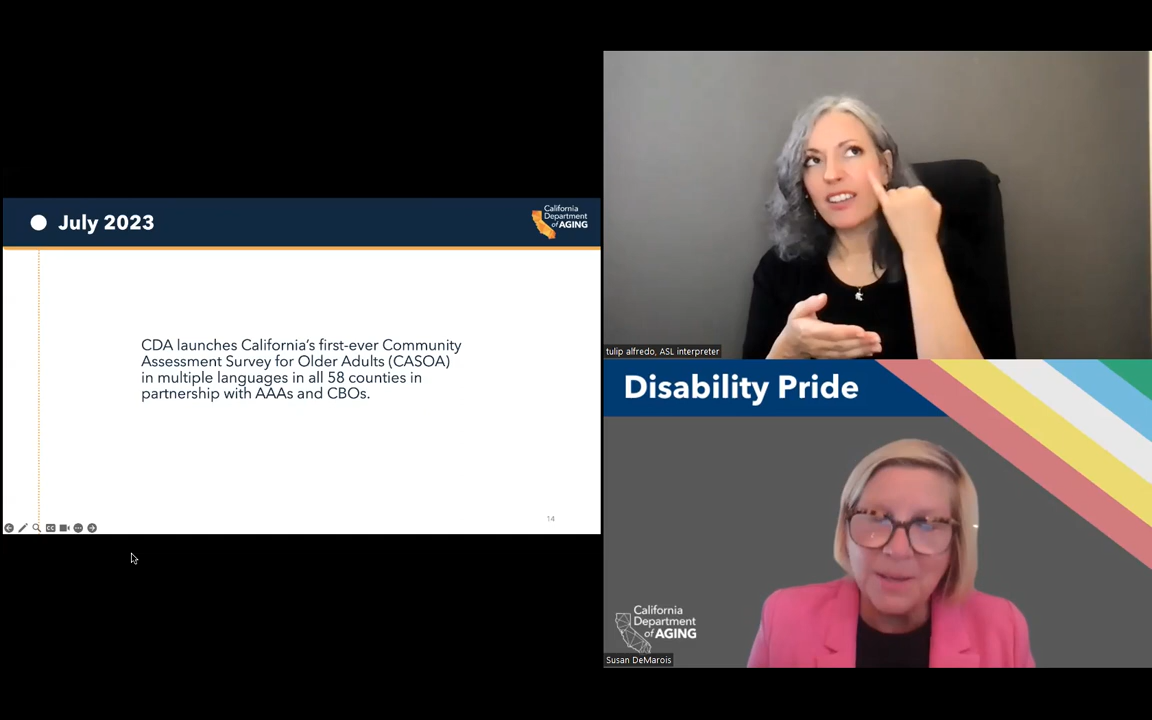 July 2023
California
Department
of AGING
CDA launches California's first-ever Community
Assessment Survey for Older Adults (CASOA)
in multiple languages in all 58 counties in
partnership with AAAs and CBOs.
CC
14
tulip alfredo, ASL interpreter
Disability Pride
California
Department
of AGING
Susan DeMarois